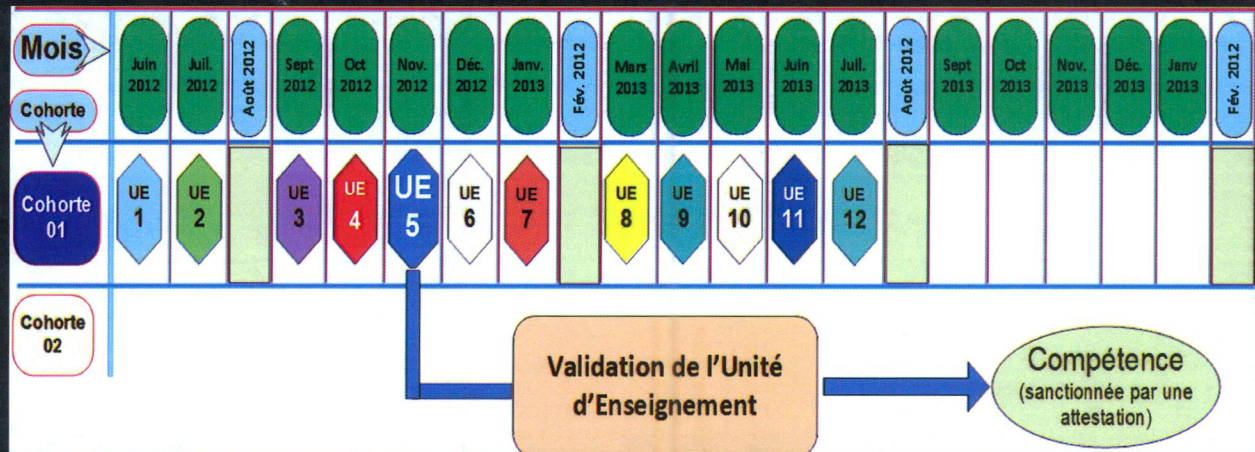 Mois
Juin
2012
Juil.
2012
Août 2012
Sept
2012
Oct
2012
Nov.
2012
Déc.
2012
Janv.
2013
Fév. 2012
Mars
2013
Avril
2013
Mai
2013
Juin
2013
Juil.
2013
Août 2012
Sept
2013
Oct
2013
Nov.
2013
Déc.
2013
Janv
2013
Fév. 2012
Cohorte
Cohorte
01
UE
1
UE
2
UE
3
UE
4
UE
5
UE
6
UE
7
UE
8
UE
9
UE
10
UE
11
UE
12
Cohorte
02
Validation de l'Unité
d'Enseignement
Compétence
(sanctionnée par une
attestation)